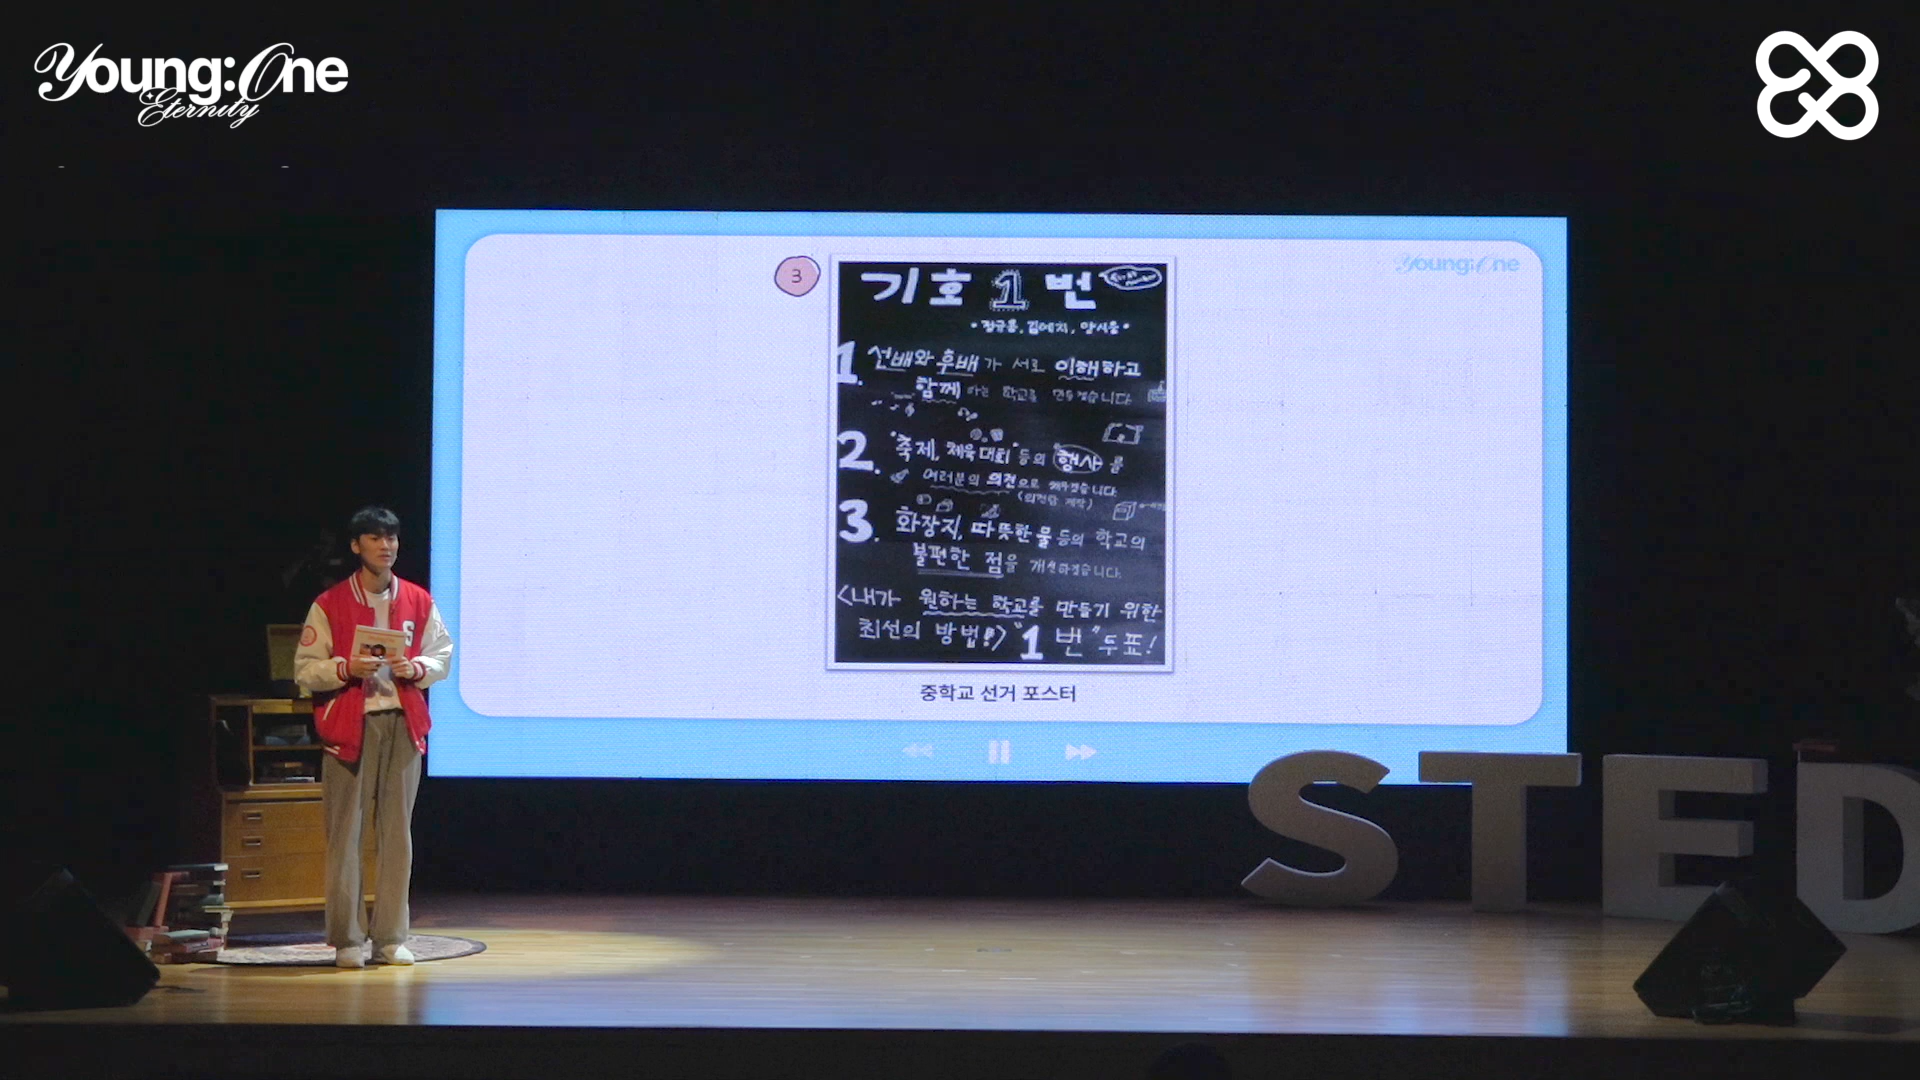 Young:One
Eternity
Young:One
3
기호 1 번
1. 선배와 후배가 서로 이해하고
함께 하는 학교를 만들겠습니다.
2. "축제, 체육대회" 등의 행사를
여러분의 의견으로 채우겠습니다.
(의견함 제작)
3. 화장지, 따뜻한 물 등의 학교의
불편한 점을 개선하겠습니다.
<내가 원하는 학교를 만들기 위한
최선의 방법!> "1 번" 투표!
중학교 선거 포스터
S
STED